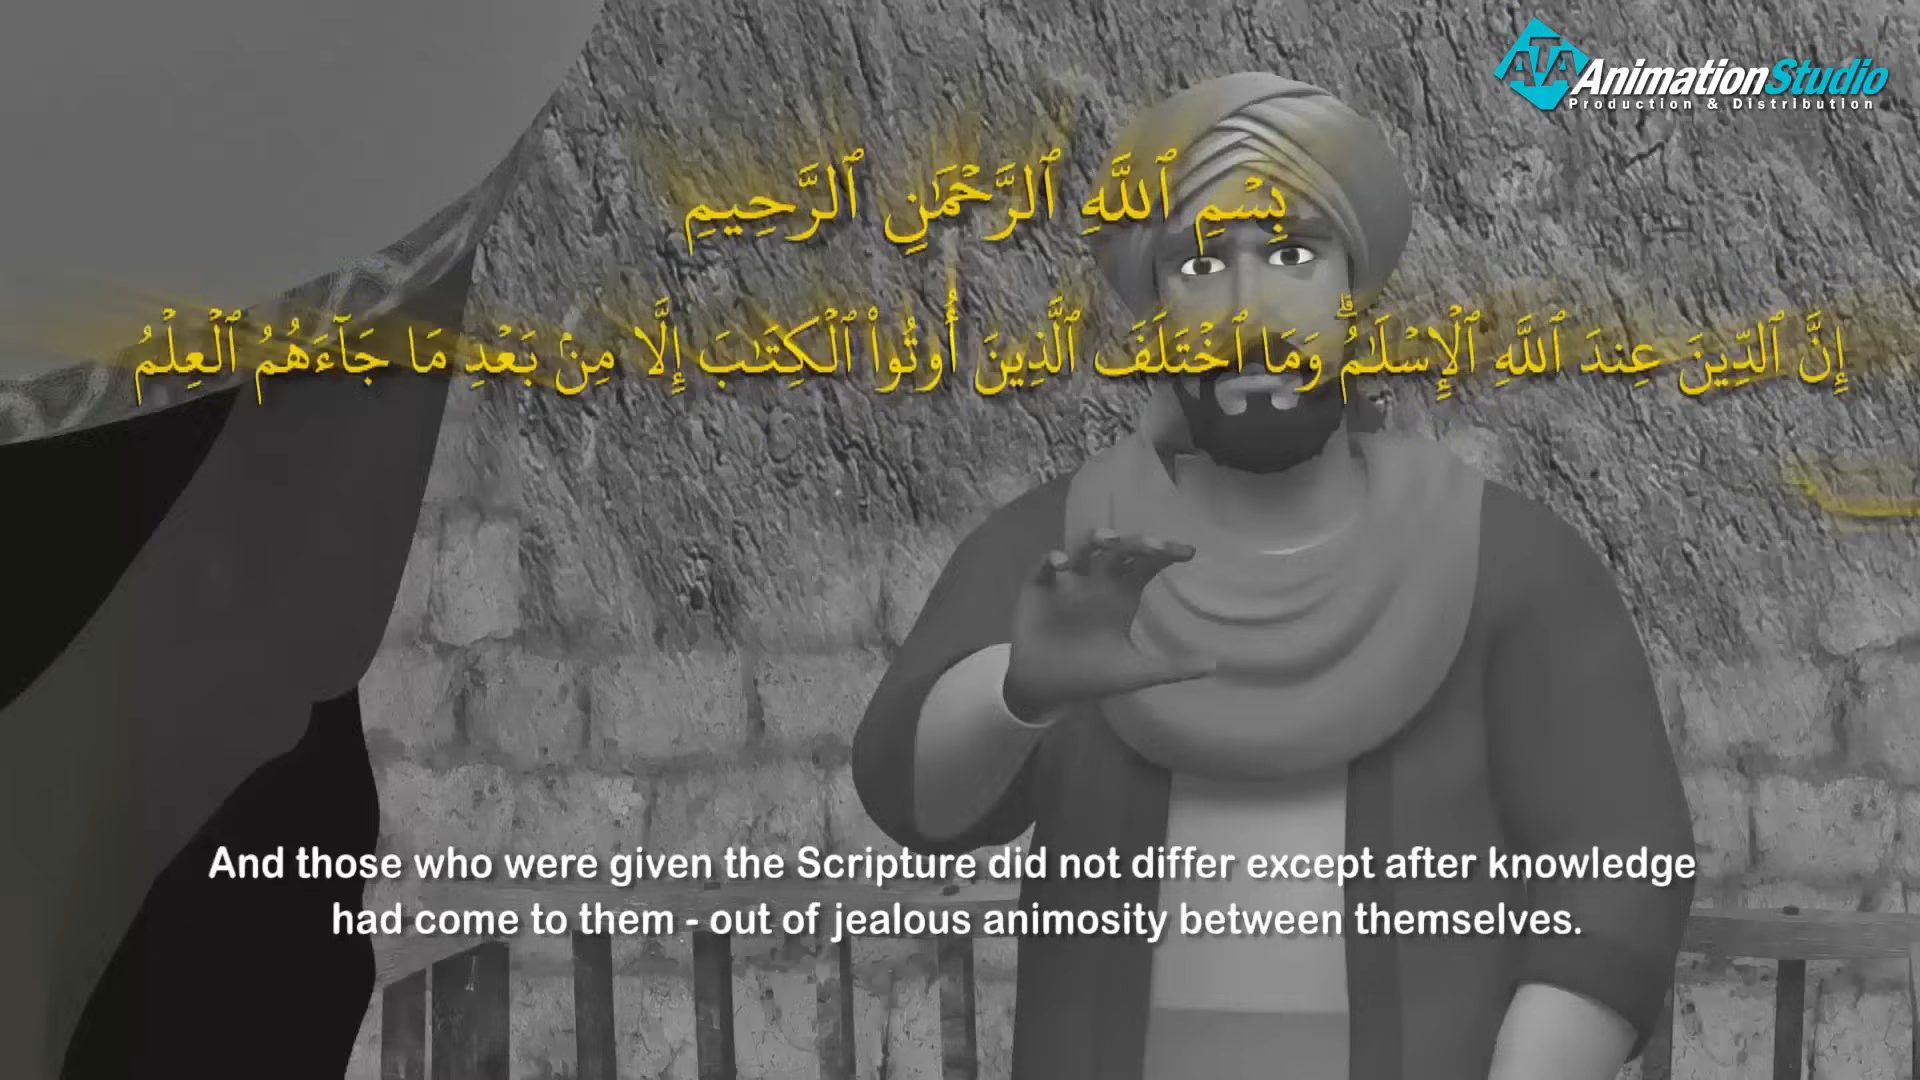 ATA AnimationStudio
Production & Distribution
بِسْمِ ٱللَّهِ ٱلرَّحْمَٰنِ ٱلرَّحِيمِ
إِنَّ ٱلدِّينَ عِندَ ٱللَّهِ ٱلْإِسْلَٰمُ ۗ وَمَا ٱخْتَلَفَ ٱلَّذِينَ أُوتُوا۟ ٱلْكِتَٰبَ إِلَّا مِنۢ بَعْدِ مَا جَآءَهُمُ ٱلْعِلْمُ
And those who were given the Scripture did not differ except after knowledge
had come to them - out of jealous animosity between themselves.